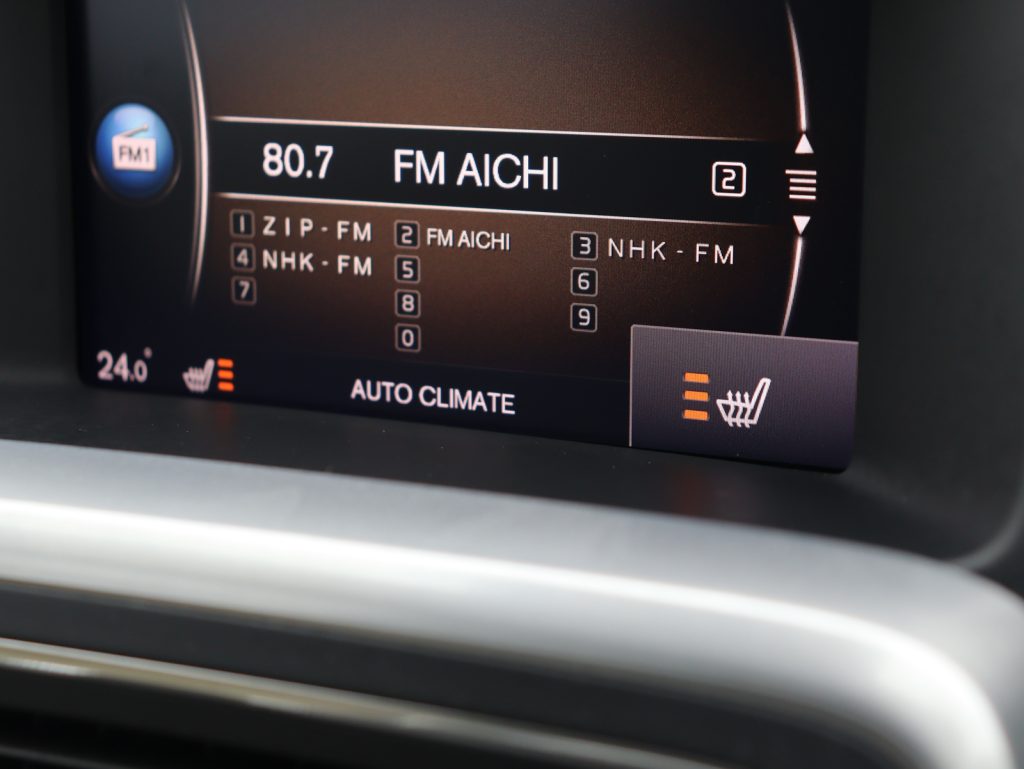 FM1
80.7 FM AICHI 2
1 ZIP-FM 2 FM AICHI 3 NHK-FM
4 NHK-FM 5 6
7 8 9
0
24.0° AUTO CLIMATE